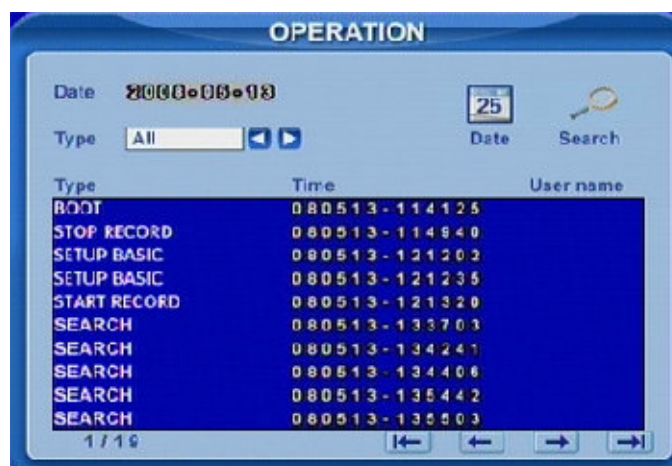 OPERATION
Date 2008-05-13
25
Type All
Date Search
Type Time User name
BOOT 080513-114125
STOP RECORD 080513-114940
SETUP BASIC 080513-121202
SETUP BASIC 080513-121235
START RECORD 080513-121320
SEARCH 080513-133703
SEARCH 080513-134241
SEARCH 080513-134406
SEARCH 080513-135442
SEARCH 080513-135503
1/19